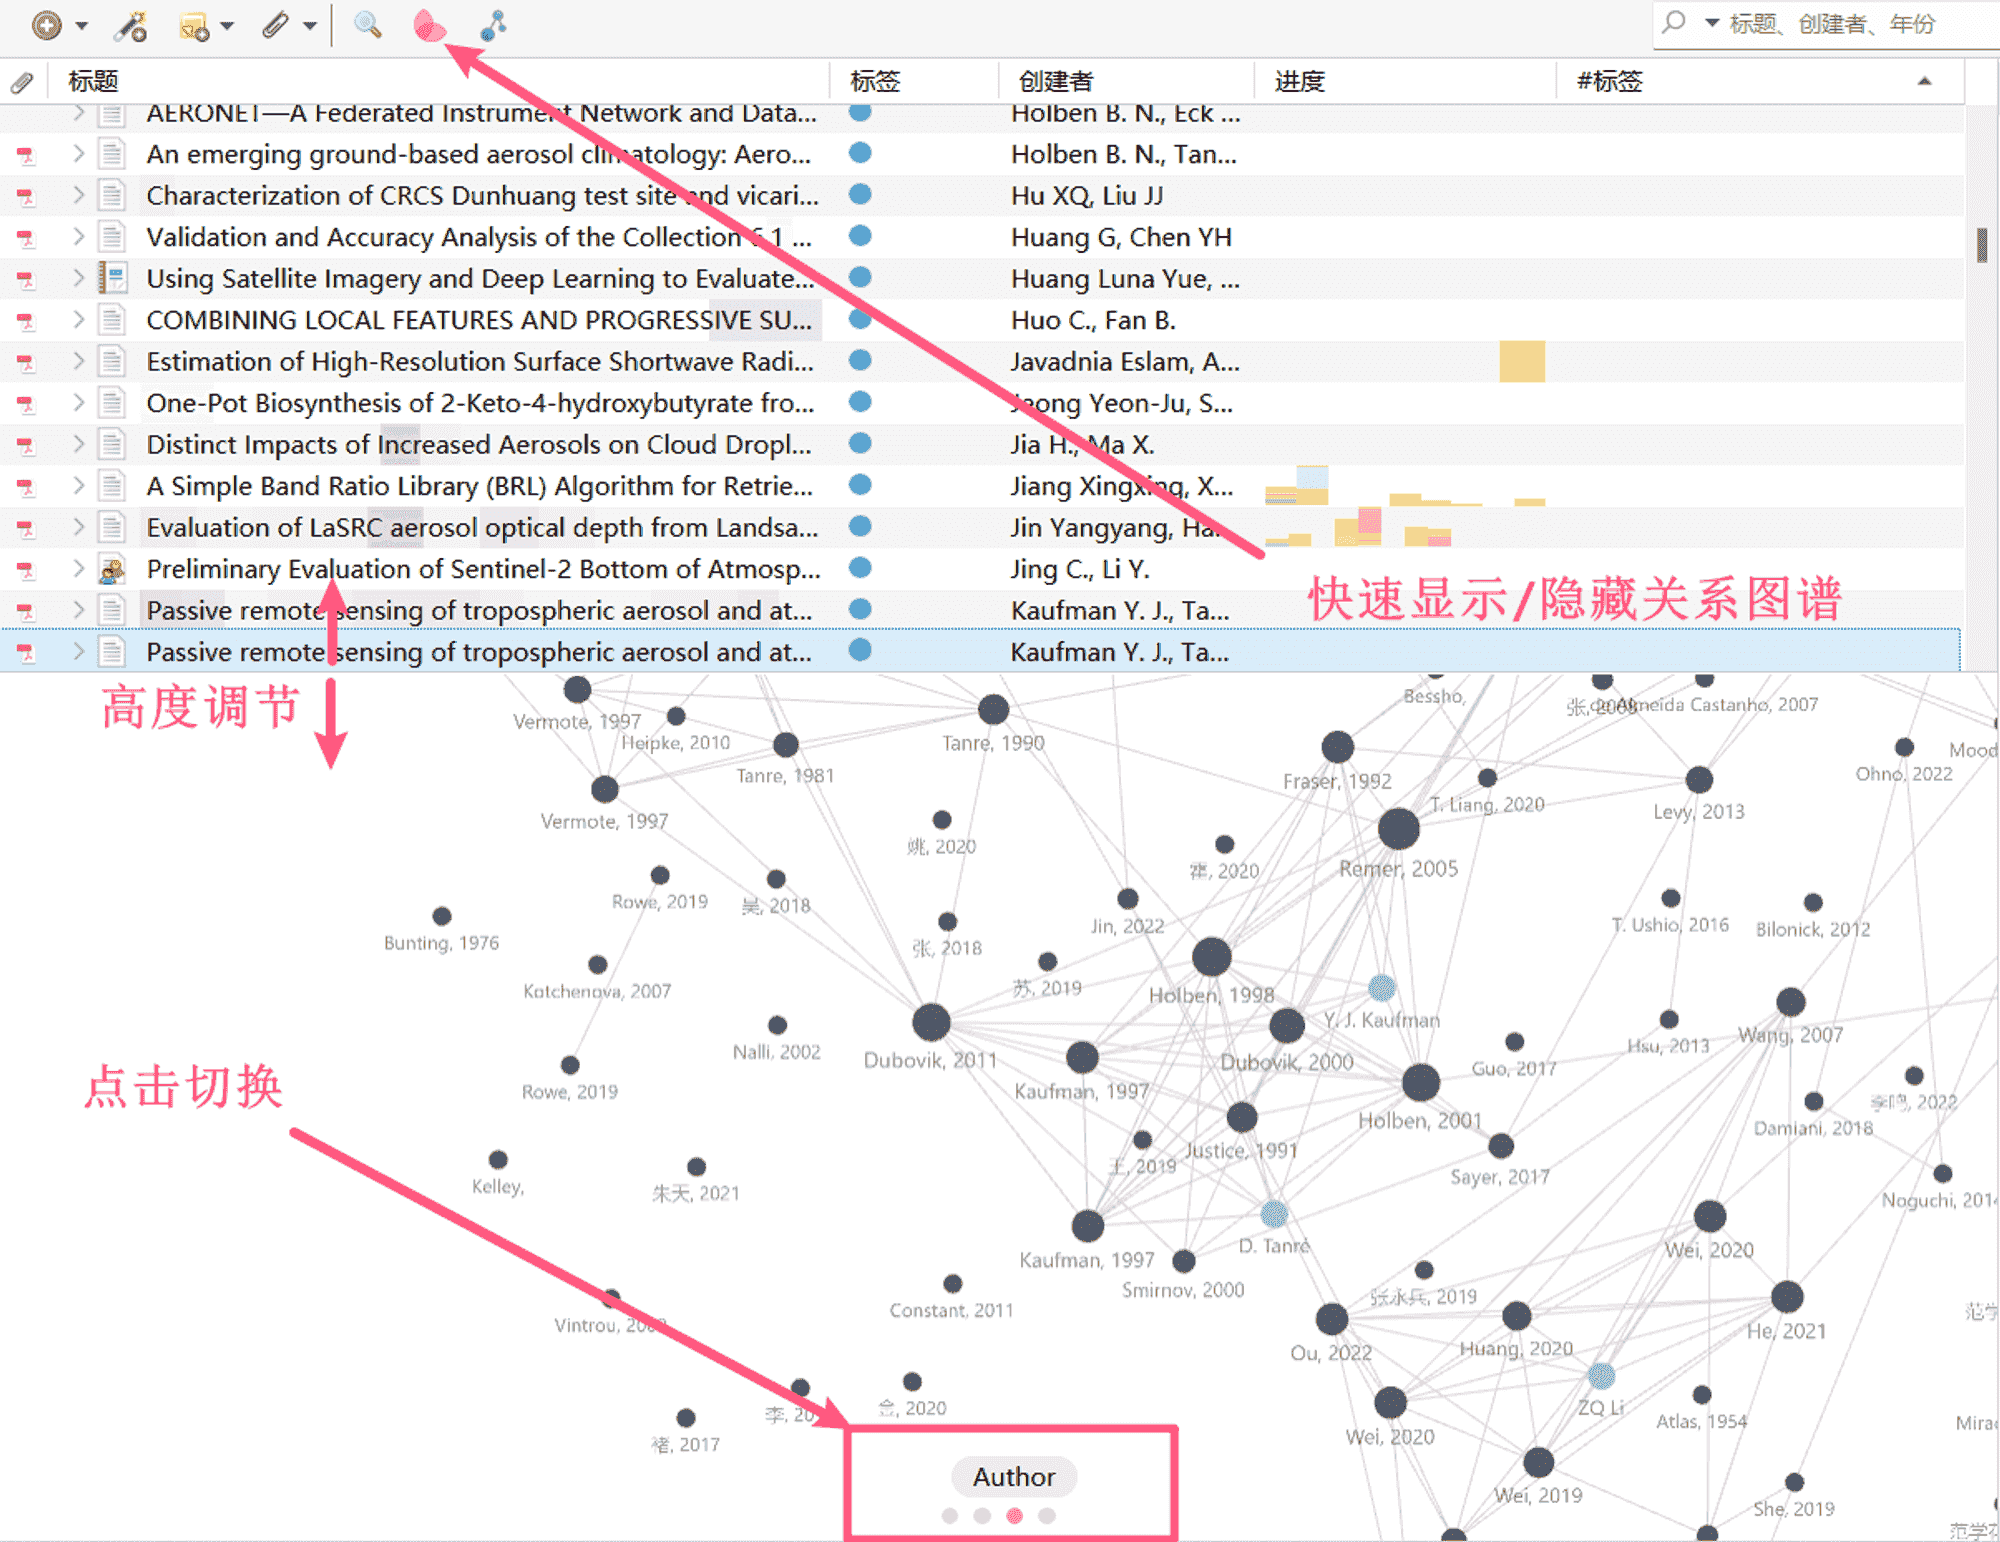 标题、创建者、年份
标题 标签 创建者 进度 #标签
AERONET—A Federated Instrument Network and Data... Holben B. N., Eck ...
An emerging ground-based aerosol climatology: Aero... Holben B. N., Tan...
Characterization of CRCS Dunhuang test site and vicari... Hu XQ, Liu JJ
Validation and Accuracy Analysis of the Collection 6.1 ... Huang G, Chen YH
Using Satellite Imagery and Deep Learning to Evaluate... Huang Luna Yue, ...
COMBINING LOCAL FEATURES AND PROGRESSIVE SU... Huo C., Fan B.
Estimation of High-Resolution Surface Shortwave Radi... Javadnia Eslam, A...
One-Pot Biosynthesis of 2-Keto-4-hydroxybutyrate fro... Jeong Yeon-Ju, S...
Distinct Impacts of Increased Aerosols on Cloud Dropl... Jia H., Ma X.
A Simple Band Ratio Library (BRL) Algorithm for Retrie... Jiang Xingxing, X...
Evaluation of LaSRC aerosol optical depth from Landsa... Jin Yangyang, Ha...
Preliminary Evaluation of Sentinel-2 Bottom of Atmosp... Jing C., Li Y.
Passive remote sensing of tropospheric aerosol and at... Kaufman Y. J., Ta...
快速显示/隐藏关系图谱
Passive remote sensing of tropospheric aerosol and at... Kaufman Y. J., Ta...
高度调节
Bessho,
张, 2008
de Almeida Castanho, 2007
Vermote, 1997
Heipke, 2010
Tanre, 1990
Mood
Tanre, 1981
Fraser, 1992
Ohno, 2022
T. Liang, 2020
Levy, 2013
Vermote, 1997
姚, 2020
霍, 2020
Remer, 2005
Rowe, 2019
吴, 2018
Jin, 2022
T. Ushio, 2016
Bilonick, 2012
Bunting, 1976
张, 2018
Kotchenova, 2007
苏, 2019
Holben, 1998
Y. J. Kaufman
Nalli, 2002
Dubovik, 2011
Dubovik, 2000
Hsu, 2013
Wang, 2007
Guo, 2017
点击切换
Rowe, 2019
Kaufman, 1997
Holben, 2001
李鸣, 2022
Damiani, 2018
王, 2019
Justice, 1991
Sayer, 2017
Kelley,
朱天, 2021
Noguchi, 2014
Kaufman, 1997
D. Tanré
Wei, 2020
Smirnov, 2000
张永兵, 2019
Constant, 2011
范学
Vintrou,
Ou, 2022
Huang, 2020
He, 2021
李, 20
金, 2020
ZQ Li
Atlas, 1954
Mirac
褚, 2017
Wei, 2020
Author
Wei, 2019
She, 2019
范学花